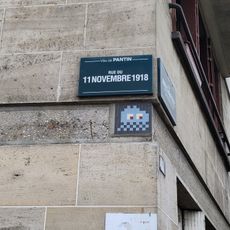 VILLE DE PANTIN
RUE DU
11 NOVEMBRE 1918